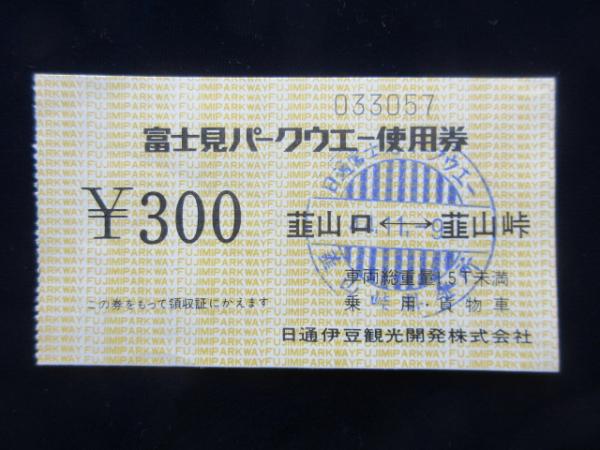 033057
富士見パークウエー使用券
￥300
韮山口←→韮山峠
車両総重量1.5T未満
乗用・貨物車
この券をもって領収証にかえます
日通伊豆観光開発株式会社
FUJIMIPARKWAY